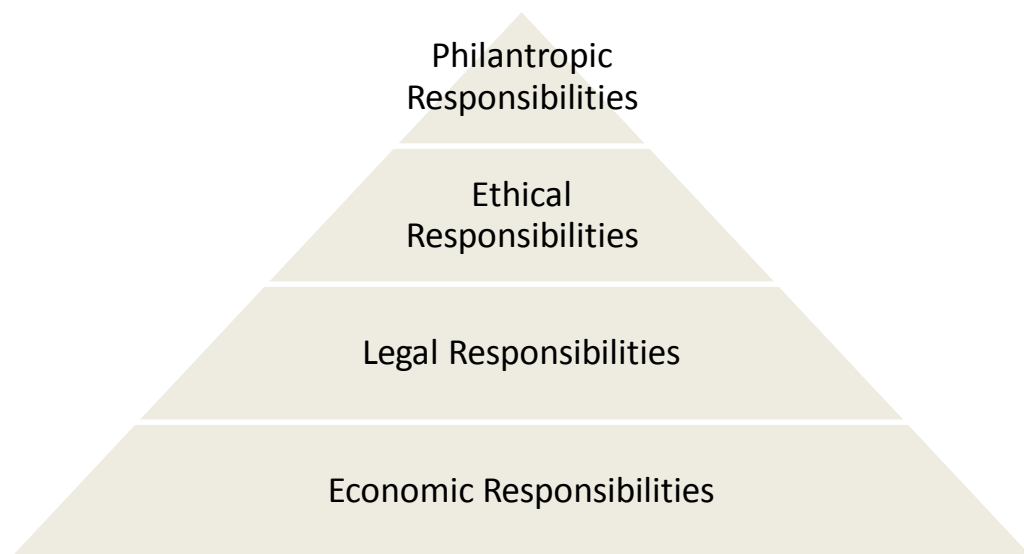 Philantropic
Responsibilities
Ethical
Responsibilities
Legal Responsibilities
Economic Responsibilities